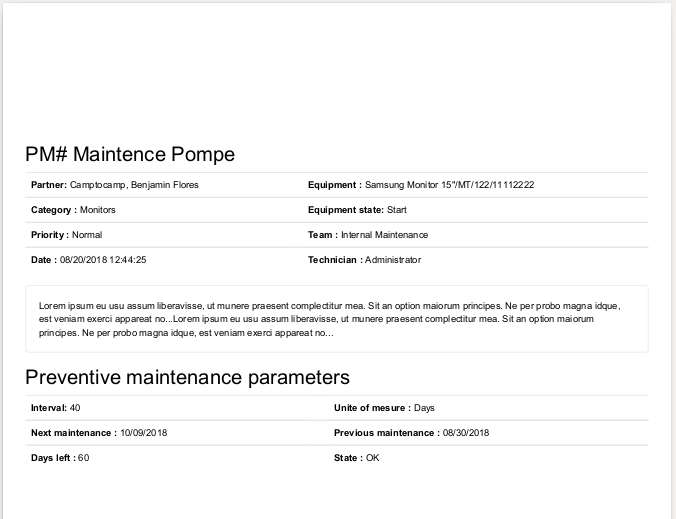 PM# Maintence Pompe
Partner: Camptocamp, Benjamin Flores Equipment : Samsung Monitor 15"/MT/122/11112222
Category : Monitors Equipment state: Start
Priority : Normal Team : Internal Maintenance
Date : 08/20/2018 12:44:25 Technician : Administrator
Lorem ipsum eu usu assum liberavisse, ut munere praesent complectitur mea. Sit an option maiorum principes. Ne per probo magna idque,
est veniam exerci appareat no...Lorem ipsum eu usu assum liberavisse, ut munere praesent complectitur mea. Sit an option maiorum
principes. Ne per probo magna idque, est veniam exerci appareat no...
Preventive maintenance parameters
Interval: 40 Unite of mesure : Days
Next maintenance : 10/09/2018 Previous maintenance : 08/30/2018
Days left : 60 State : OK